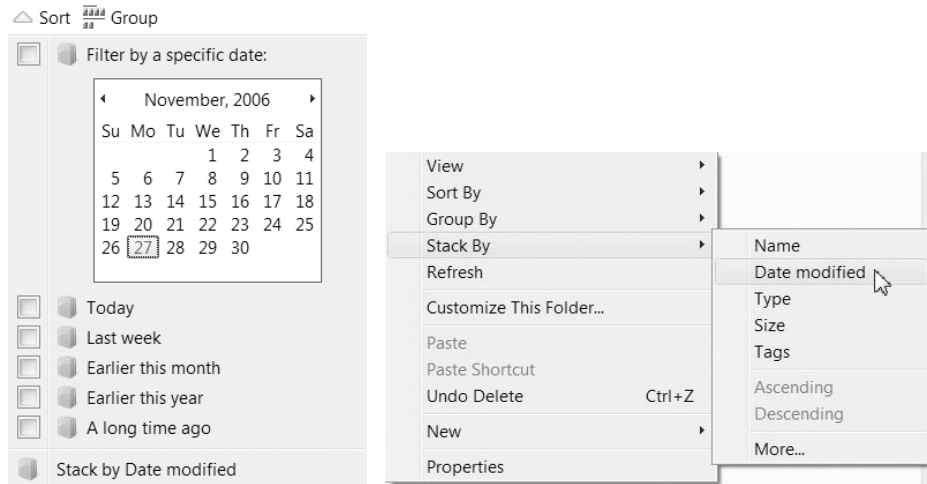 Sort Group
Filter by a specific date:
November, 2006
Su Mo Tu We Th Fr Sa
1 2 3 4
5 6 7 8 9 10 11
12 13 14 15 16 17 18
19 20 21 22 23 24 25
26 27 28 29 30
Today
Last week
Earlier this month
Earlier this year
A long time ago
Stack by Date modified
View
Sort By
Group By
Stack By
Refresh
Customize This Folder...
Paste
Paste Shortcut
Undo Delete Ctrl+Z
New
Properties
Name
Date modified
Type
Size
Tags
Ascending
Descending
More...